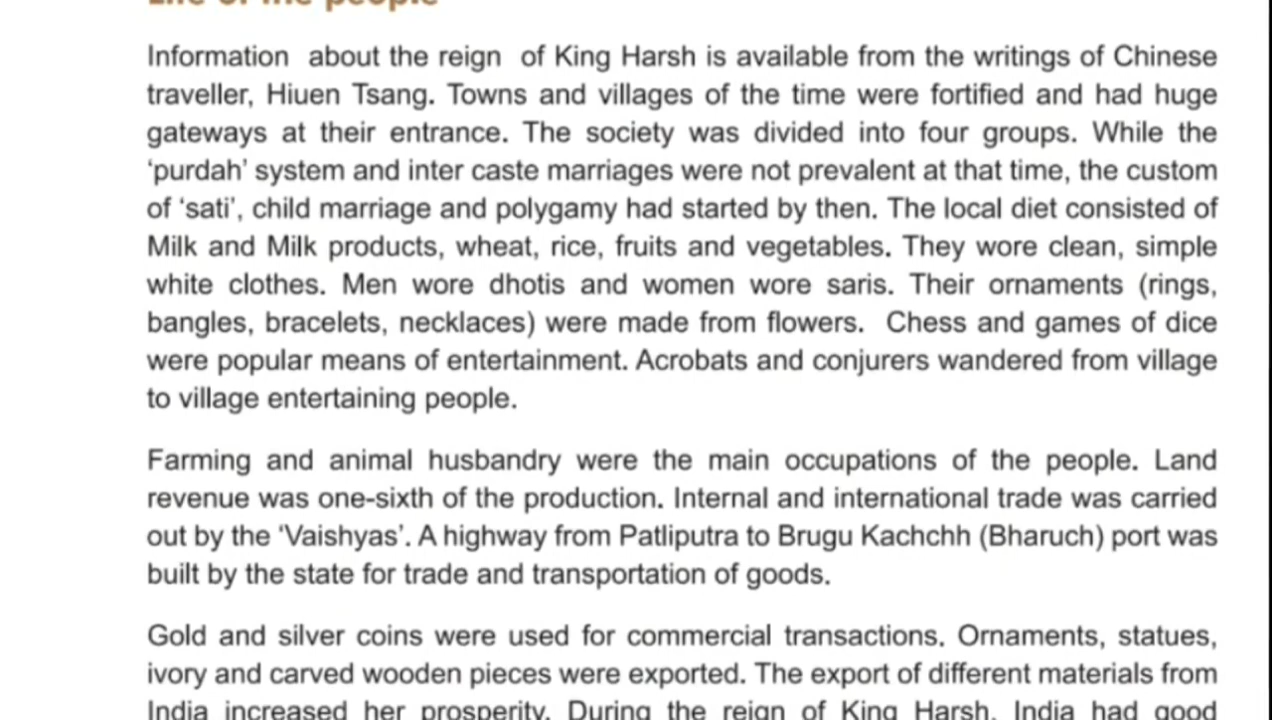 Life of the people
Information about the reign of King Harsh is available from the writings of Chinese
traveller, Hiuen Tsang. Towns and villages of the time were fortified and had huge
gateways at their entrance. The society was divided into four groups. While the
‘purdah’ system and inter caste marriages were not prevalent at that time, the custom
of ‘sati’, child marriage and polygamy had started by then. The local diet consisted of
Milk and Milk products, wheat, rice, fruits and vegetables. They wore clean, simple
white clothes. Men wore dhotis and women wore saris. Their ornaments (rings,
bangles, bracelets, necklaces) were made from flowers. Chess and games of dice
were popular means of entertainment. Acrobats and conjurers wandered from village
to village entertaining people.
Farming and animal husbandry were the main occupations of the people. Land
revenue was one-sixth of the production. Internal and international trade was carried
out by the ‘Vaishyas’. A highway from Patliputra to Brugu Kachchh (Bharuch) port was
built by the state for trade and transportation of goods.
Gold and silver coins were used for commercial transactions. Ornaments, statues,
ivory and carved wooden pieces were exported. The export of different materials from
India increased her prosperity. During the reign of King Harsh, India had good